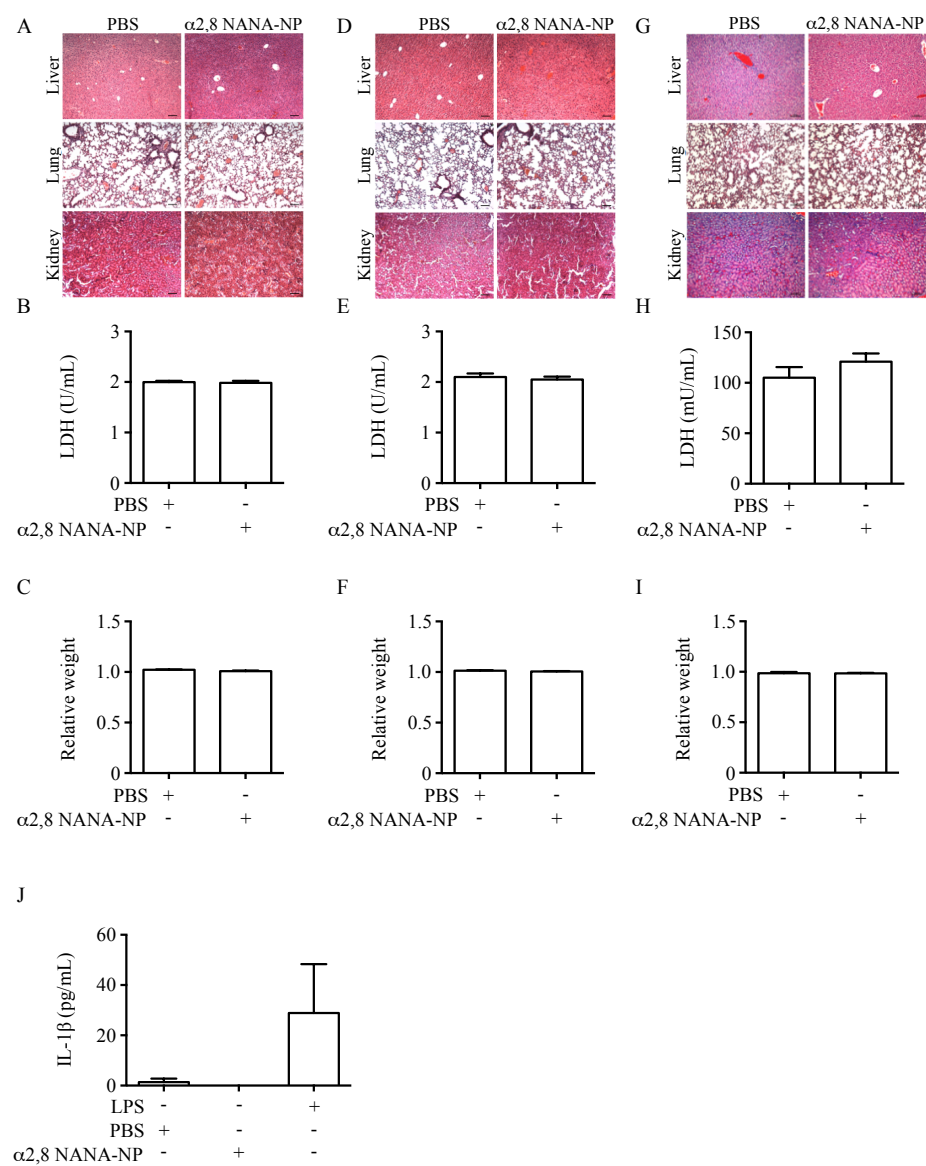 A PBS α2,8 NANA-NP D PBS α2,8 NANA-NP G PBS α2,8 NANA-NP
Liver Liver Liver
Lung Lung Lung
Kidney Kidney Kidney
B
LDH (U/mL)
3
2
1
0
PBS + -
α2,8 NANA-NP - +
E
LDH (U/mL)
3
2
1
0
PBS + -
α2,8 NANA-NP - +
H
LDH (mU/mL)
150
100
50
0
PBS + -
α2,8 NANA-NP - +
C
Relative weight
1.5
1.0
0.5
0
PBS + -
α2,8 NANA-NP - +
F
Relative weight
1.5
1.0
0.5
0
PBS + -
α2,8 NANA-NP - +
I
Relative weight
1.5
1.0
0.5
0
PBS + -
α2,8 NANA-NP - +
J
IL-1β (pg/mL)
60
40
20
0
LPS - - +
PBS + - -
α2,8 NANA-NP - + -